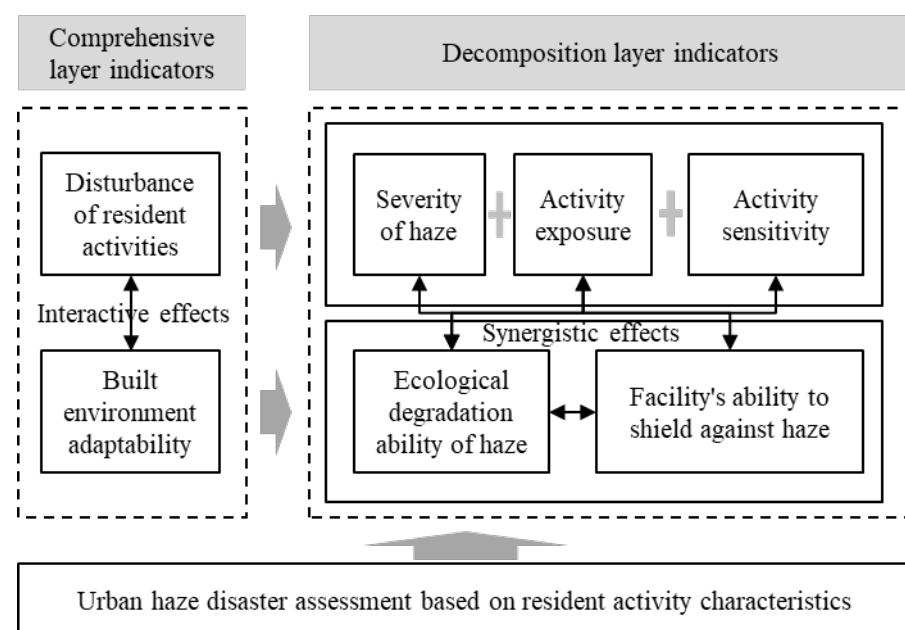 Comprehensive
layer indicators
Decomposition layer indicators
Disturbance
of resident
activities
Severity
of haze
Activity
exposure
Activity
sensitivity
Interactive effects
Synergistic effects
Built
environment
adaptability
Ecological
degradation
ability of haze
Facility's ability to
shield against haze
Urban haze disaster assessment based on resident activity characteristics